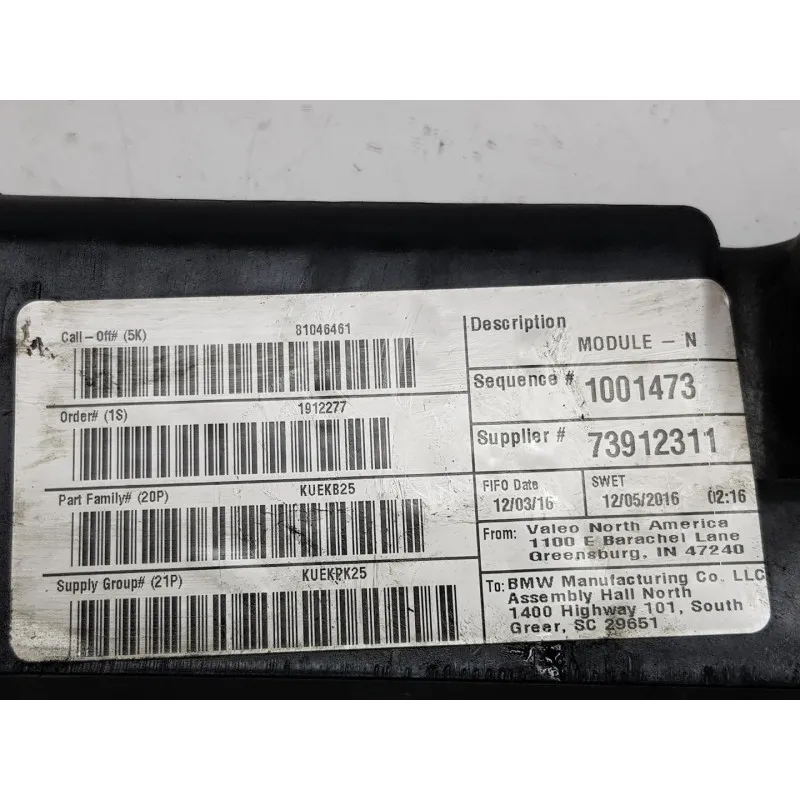 Call-Off# (5K) 81046461
Order# (1S) 1912277
Part Family# (20P) KUEKB25
Supply Group# (21P) KUEKPK25
Description
MODULE - N
Sequence # 1001473
Supplier # 73912311
FIFO Date
12/03/16
SWET
12/05/2016 02:16
From: Valeo North America
1100 E Barachel Lane
Greensburg, IN 47240
To: BMW Manufacturing Co. LLC
Assembly Hall North
1400 Highway 101, South
Greer, SC 29651